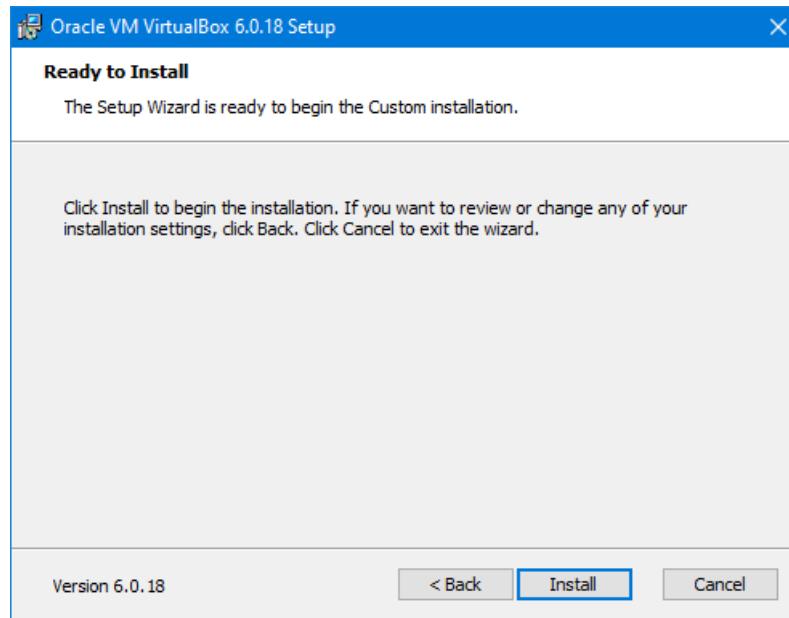 Oracle VM VirtualBox 6.0.18 Setup
Ready to Install
The Setup Wizard is ready to begin the Custom installation.
Click Install to begin the installation. If you want to review or change any of your
installation settings, click Back. Click Cancel to exit the wizard.
Version 6.0.18
< Back
Install
Cancel